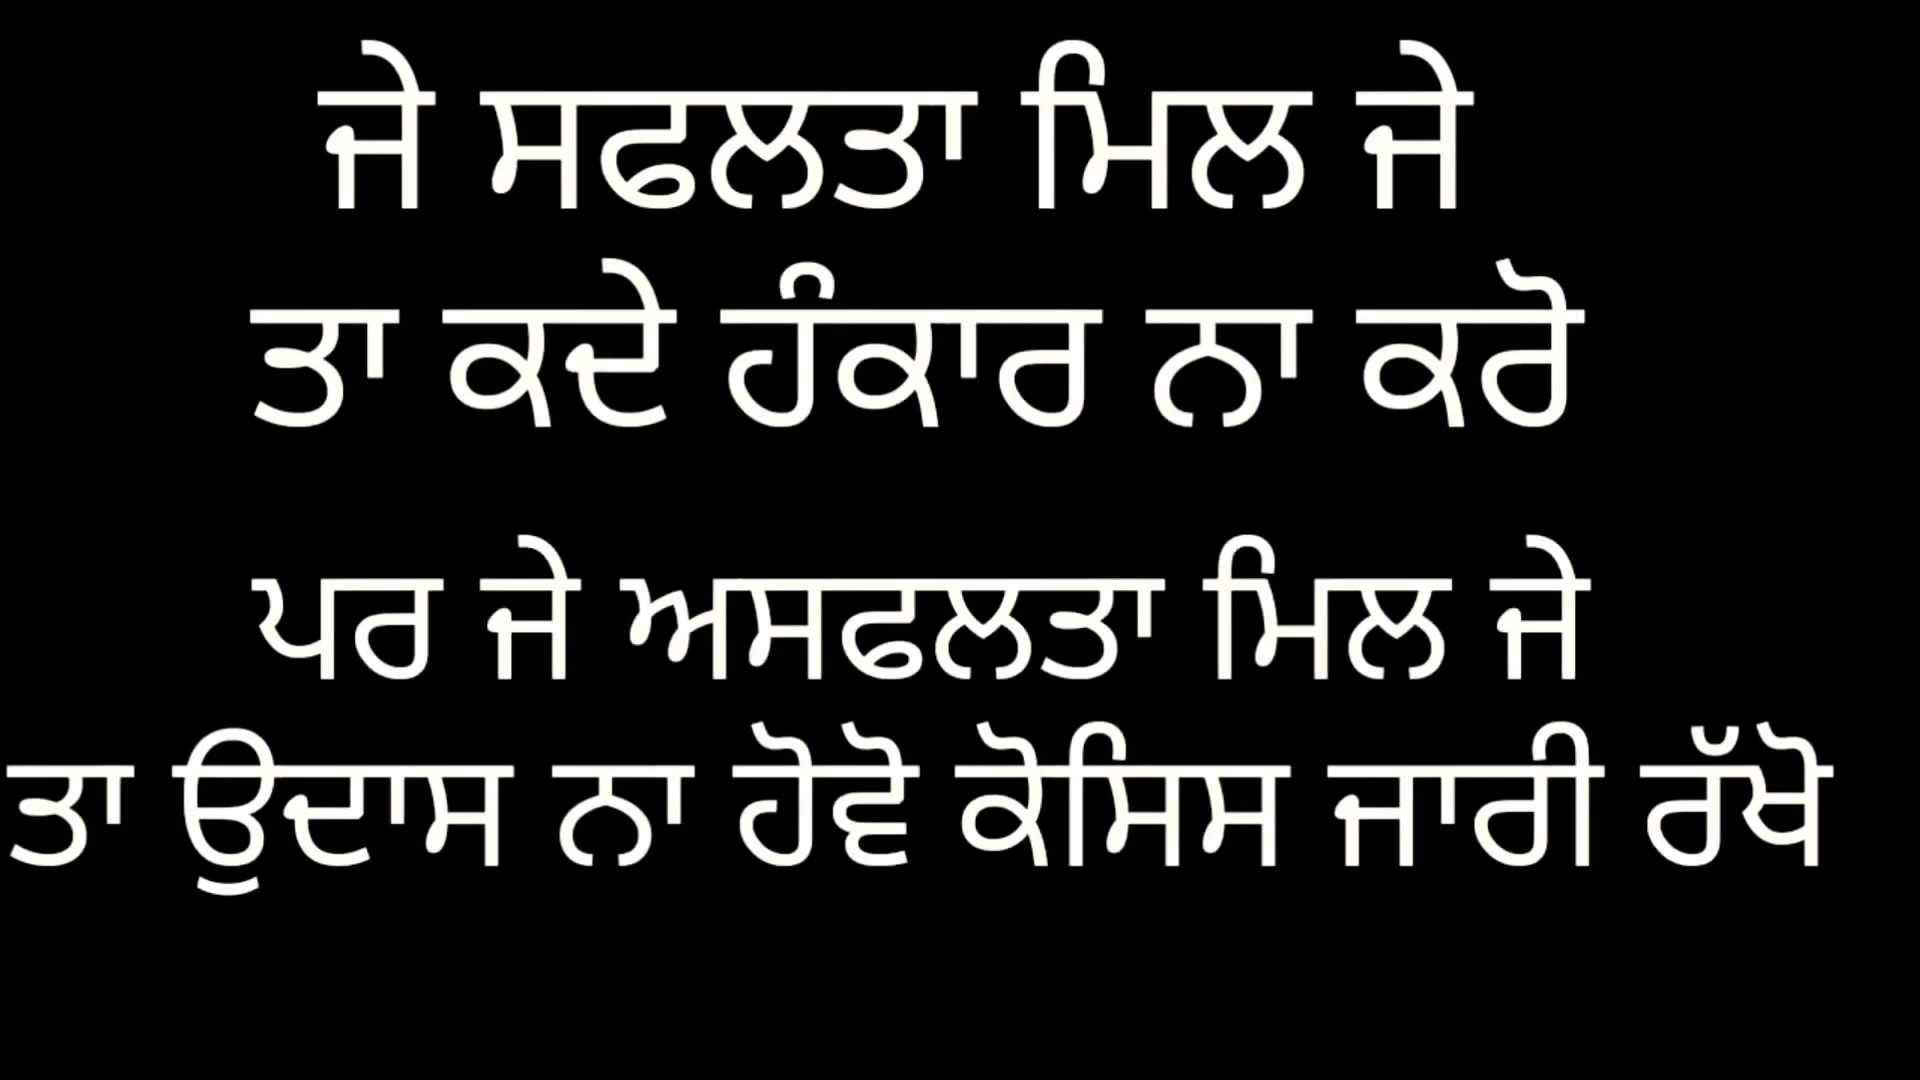 ਜੇ ਸਫਲਤਾ ਮਿਲ ਜੇ
ਤਾ ਕਦੇ ਹੰਕਾਰ ਨਾ ਕਰੋ
ਪਰ ਜੇ ਅਸਫਲਤਾ ਮਿਲ ਜੇ
ਤਾ ਉਦਾਸ ਨਾ ਹੋਵੋ ਕੋਸਿਸ ਜਾਰੀ ਰੱਖੋ